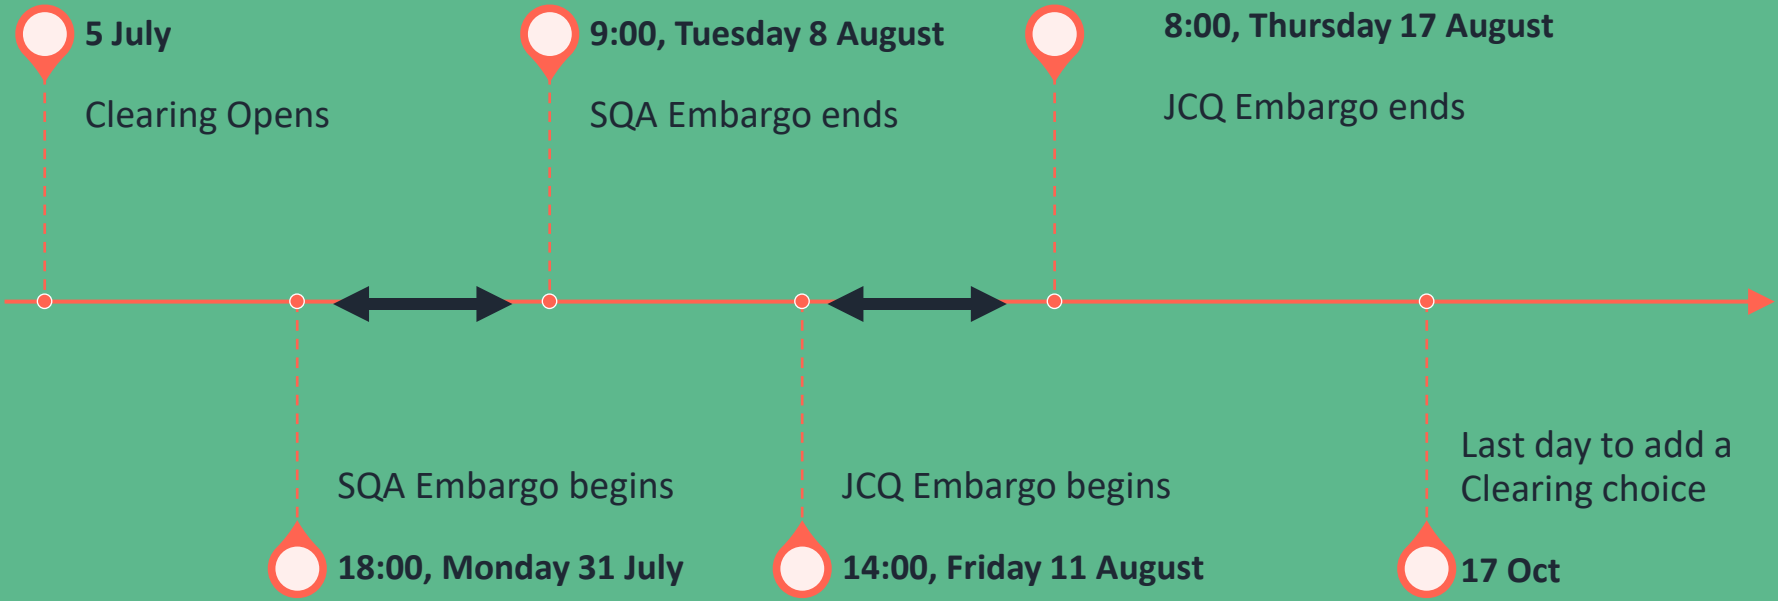 5 July
Clearing Opens
9:00, Tuesday 8 August
SQA Embargo ends
8:00, Thursday 17 August
JCQ Embargo ends
SQA Embargo begins
18:00, Monday 31 July
JCQ Embargo begins
14:00, Friday 11 August
Last day to add a
Clearing choice
17 Oct